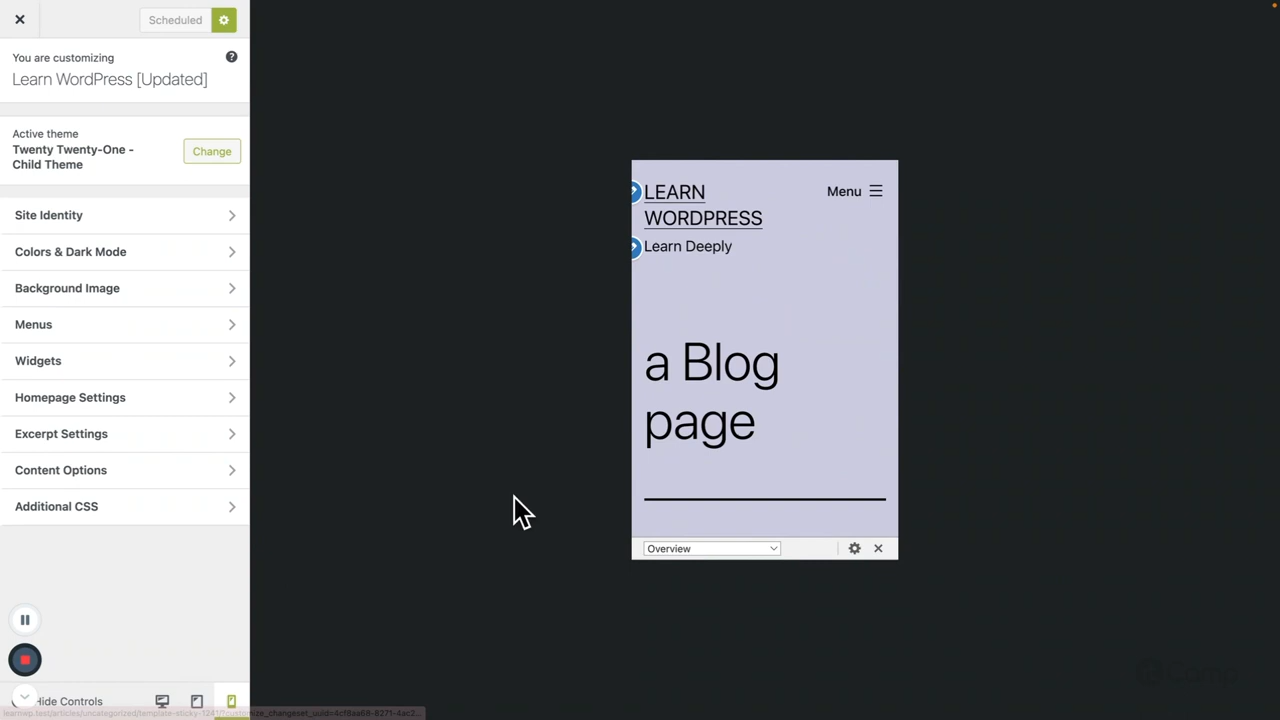 Scheduled
You are customizing
Learn WordPress [Updated]
Active theme
Twenty Twenty-One -
Child Theme
Change
Site Identity
Colors & Dark Mode
Background Image
Menus
Widgets
Homepage Settings
Excerpt Settings
Content Options
Additional CSS
Hide Controls
LEARN
WORDPRESS
Menu
Learn Deeply
a Blog
page
Overview